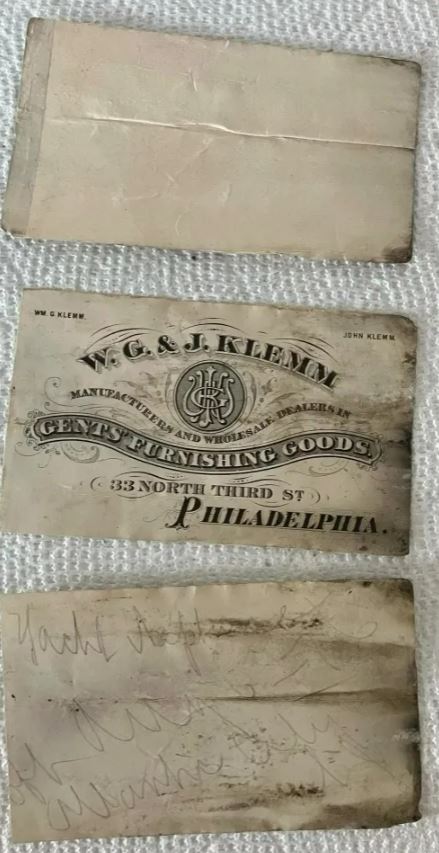 WM. G. KLEMM.
JOHN KLEMM.
W. G. & J. KLEMM
MANUFACTURERS AND WHOLESALE DEALERS IN
GENTS' FURNISHING GOODS.
33 NORTH THIRD ST
PHILADELPHIA.
Yacht